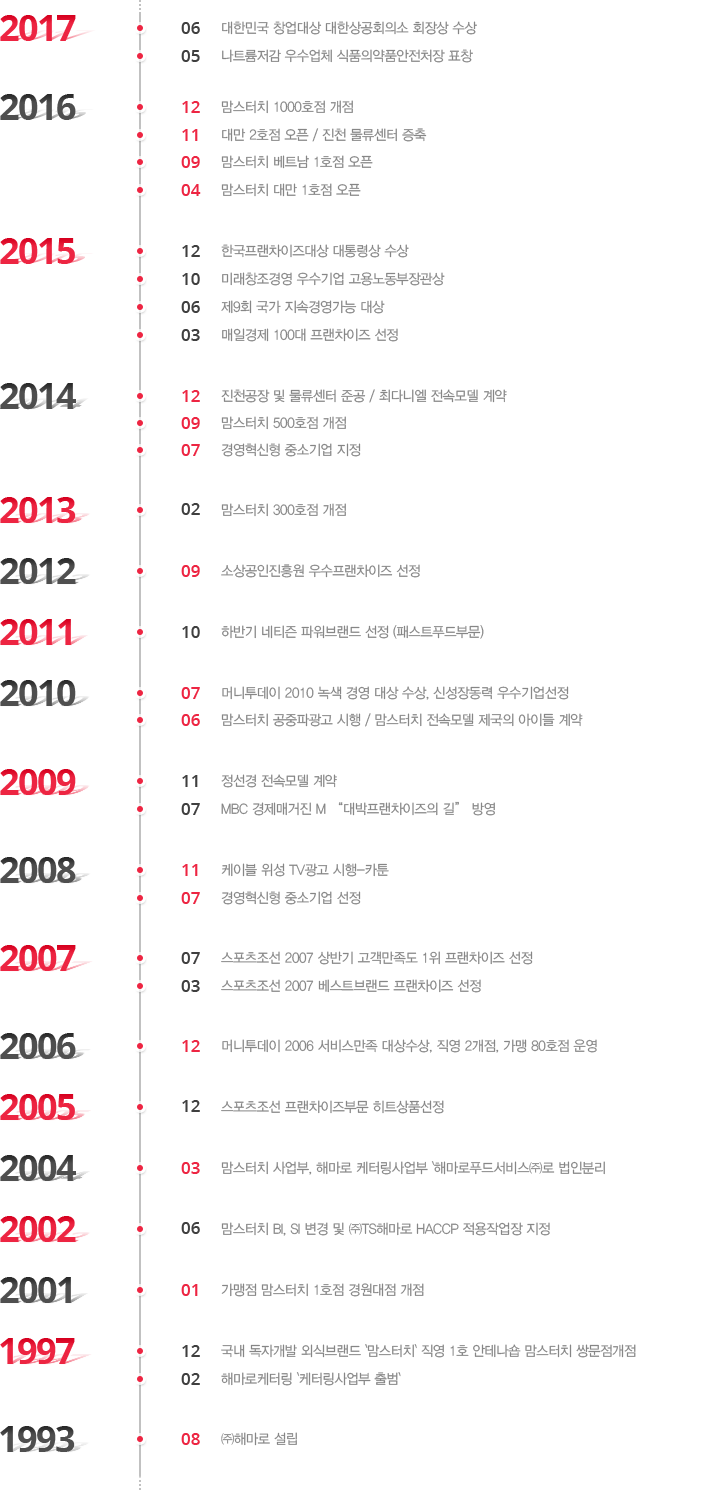 2017
06 대한민국 창업대상 대한상공회의소 회장상 수상
05 나트륨저감 우수업체 식품의약품안전처장 표창
2016
12 맘스터치 1000호점 개점
11 대만 2호점 오픈 / 진천 물류센터 증축
09 맘스터치 베트남 1호점 오픈
04 맘스터치 대만 1호점 오픈
2015
12 한국프랜차이즈대상 대통령상 수상
10 미래창조경영 우수기업 고용노동부장관상
06 제9회 국가 지속경영가능 대상
03 매일경제 100대 프랜차이즈 선정
2014
12 진천공장 및 물류센터 준공 / 최다니엘 전속모델 계약
09 맘스터치 500호점 개점
07 경영혁신형 중소기업 지정
2013
02 맘스터치 300호점 개점
2012
09 소상공인진흥원 우수프랜차이즈 선정
2011
10 하반기 네티즌 파워브랜드 선정 (패스트푸드부문)
2010
07 머니투데이 2010 녹색 경영 대상 수상, 신성장동력 우수기업선정
06 맘스터치 공중파광고 시행 / 맘스터치 전속모델 제국의 아이들 계약
2009
11 정선경 전속모델 계약
07 MBC 경제매거진 M “대박프랜차이즈의 길” 방영
2008
11 케이블 위성 TV광고 시행-카툰
07 경영혁신형 중소기업 선정
2007
07 스포츠조선 2007 상반기 고객만족도 1위 프랜차이즈 선정
03 스포츠조선 2007 베스트브랜드 프랜차이즈 선정
2006
12 머니투데이 2006 서비스만족 대상수상, 직영 2개점, 가맹 80호점 운영
2005
12 스포츠조선 프랜차이즈부문 히트상품선정
2004
03 맘스터치 사업부, 해마로 케터링사업부 '해마로푸드서비스㈜로 법인분리
2002
06 맘스터치 BI, SI 변경 및 ㈜TS해마로 HACCP 적용작업장 지정
2001
01 가맹점 맘스터치 1호점 경원대점 개점
1997
12 국내 독자개발 외식브랜드 '맘스터치' 직영 1호 안테나숍 맘스터치 쌍문점개점
02 해마로케터링 '케터링사업부 출범'
1993
08 ㈜해마로 설립